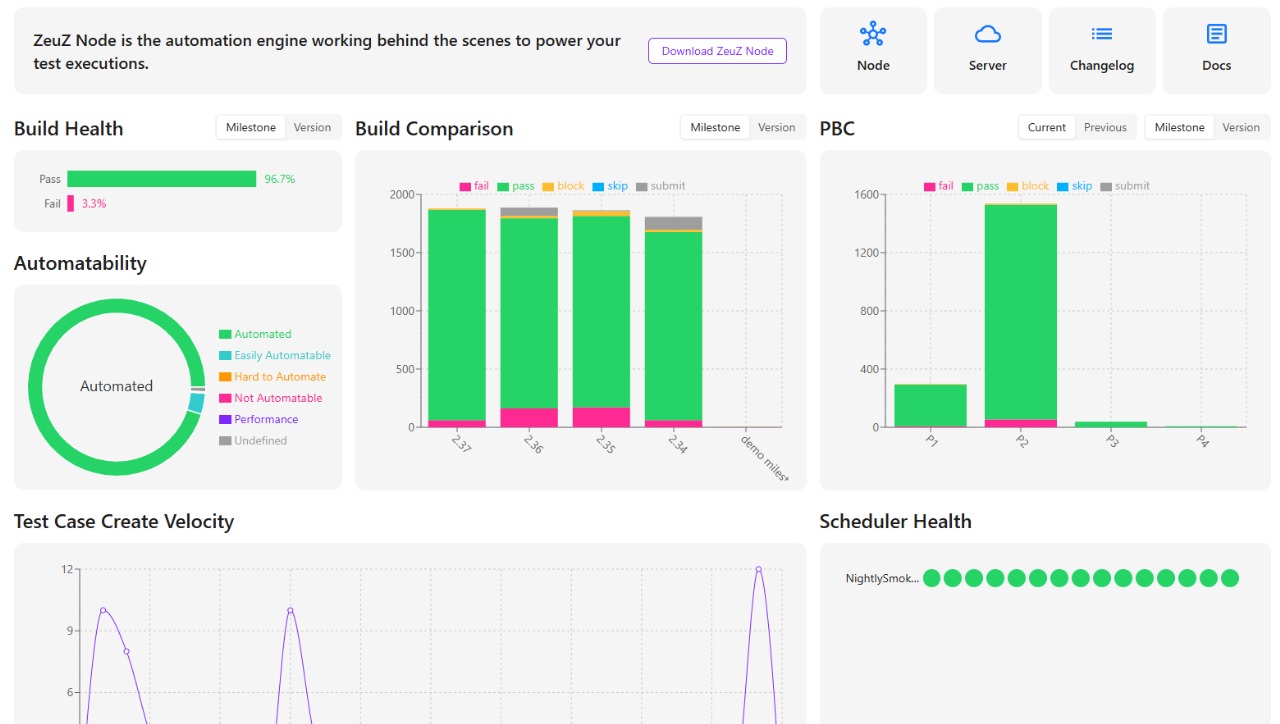 ZeuZ Node is the automation engine working behind the scenes to power your
test executions.
Download ZeuZ Node
Node
Server
Changelog
Docs
Build Health
Milestone
Version
Pass
96.7%
Fail
3.3%
Automatability
Automated
Automated
Easily Automatable
Hard to Automate
Not Automatable
Performance
Undefined
Build Comparison
Milestone
Version
fail
pass
block
skip
submit
2000
1500
1000
500
0
2.37
2.36
2.35
2.34
demo milest
PBC
Current
Previous
Milestone
Version
fail
pass
block
skip
submit
1600
1200
800
400
0
P1
P2
P3
P4
Test Case Create Velocity
12
9
6
Scheduler Health
NightlySmok...